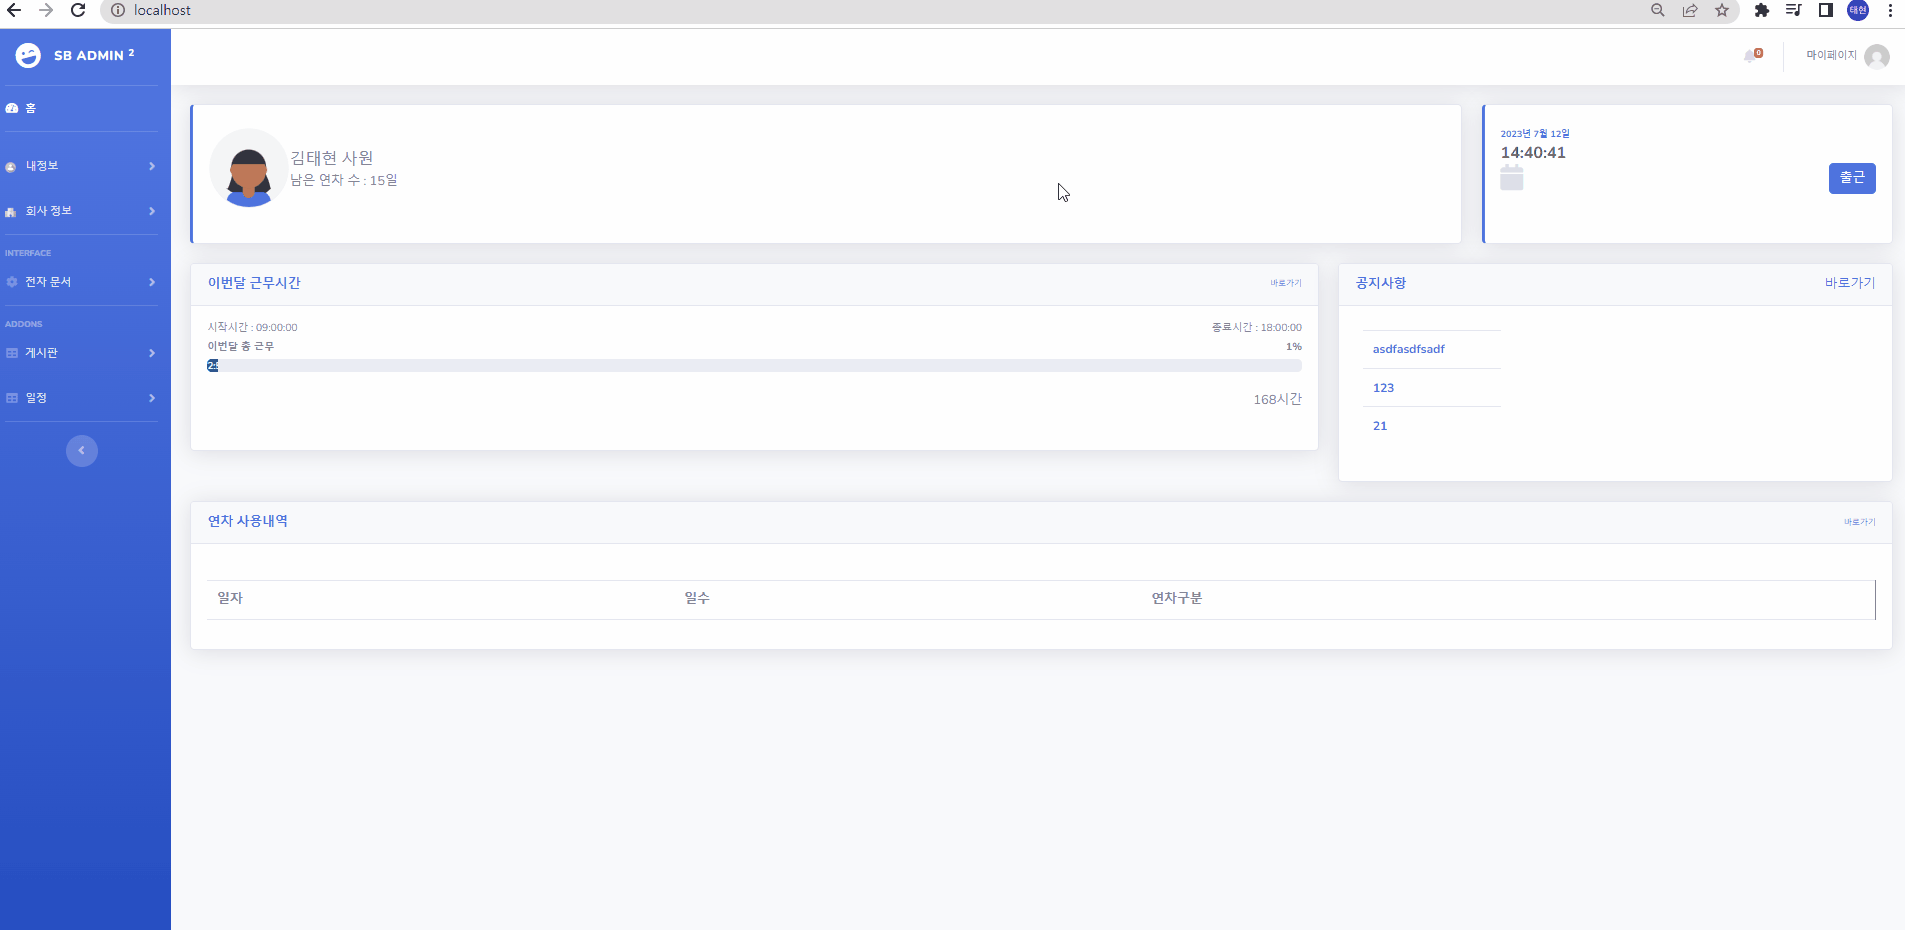 localhost
태현
SB ADMIN 2
홈
내정보
회사 정보
INTERFACE
전자 문서
ADDONS
게시판
일정
0
마이페이지
김태현 사원
남은 연차 수 : 15일
2023년 7월 12일
14:40:41
출근
이번달 근무시간
바로가기
시작시간 : 09:00:00
종료시간 : 18:00:00
이번달 총 근무
1%
168시간
공지사항
바로가기
asdfasdfsadf
123
21
연차 사용내역
바로가기
일자
일수
연차구분